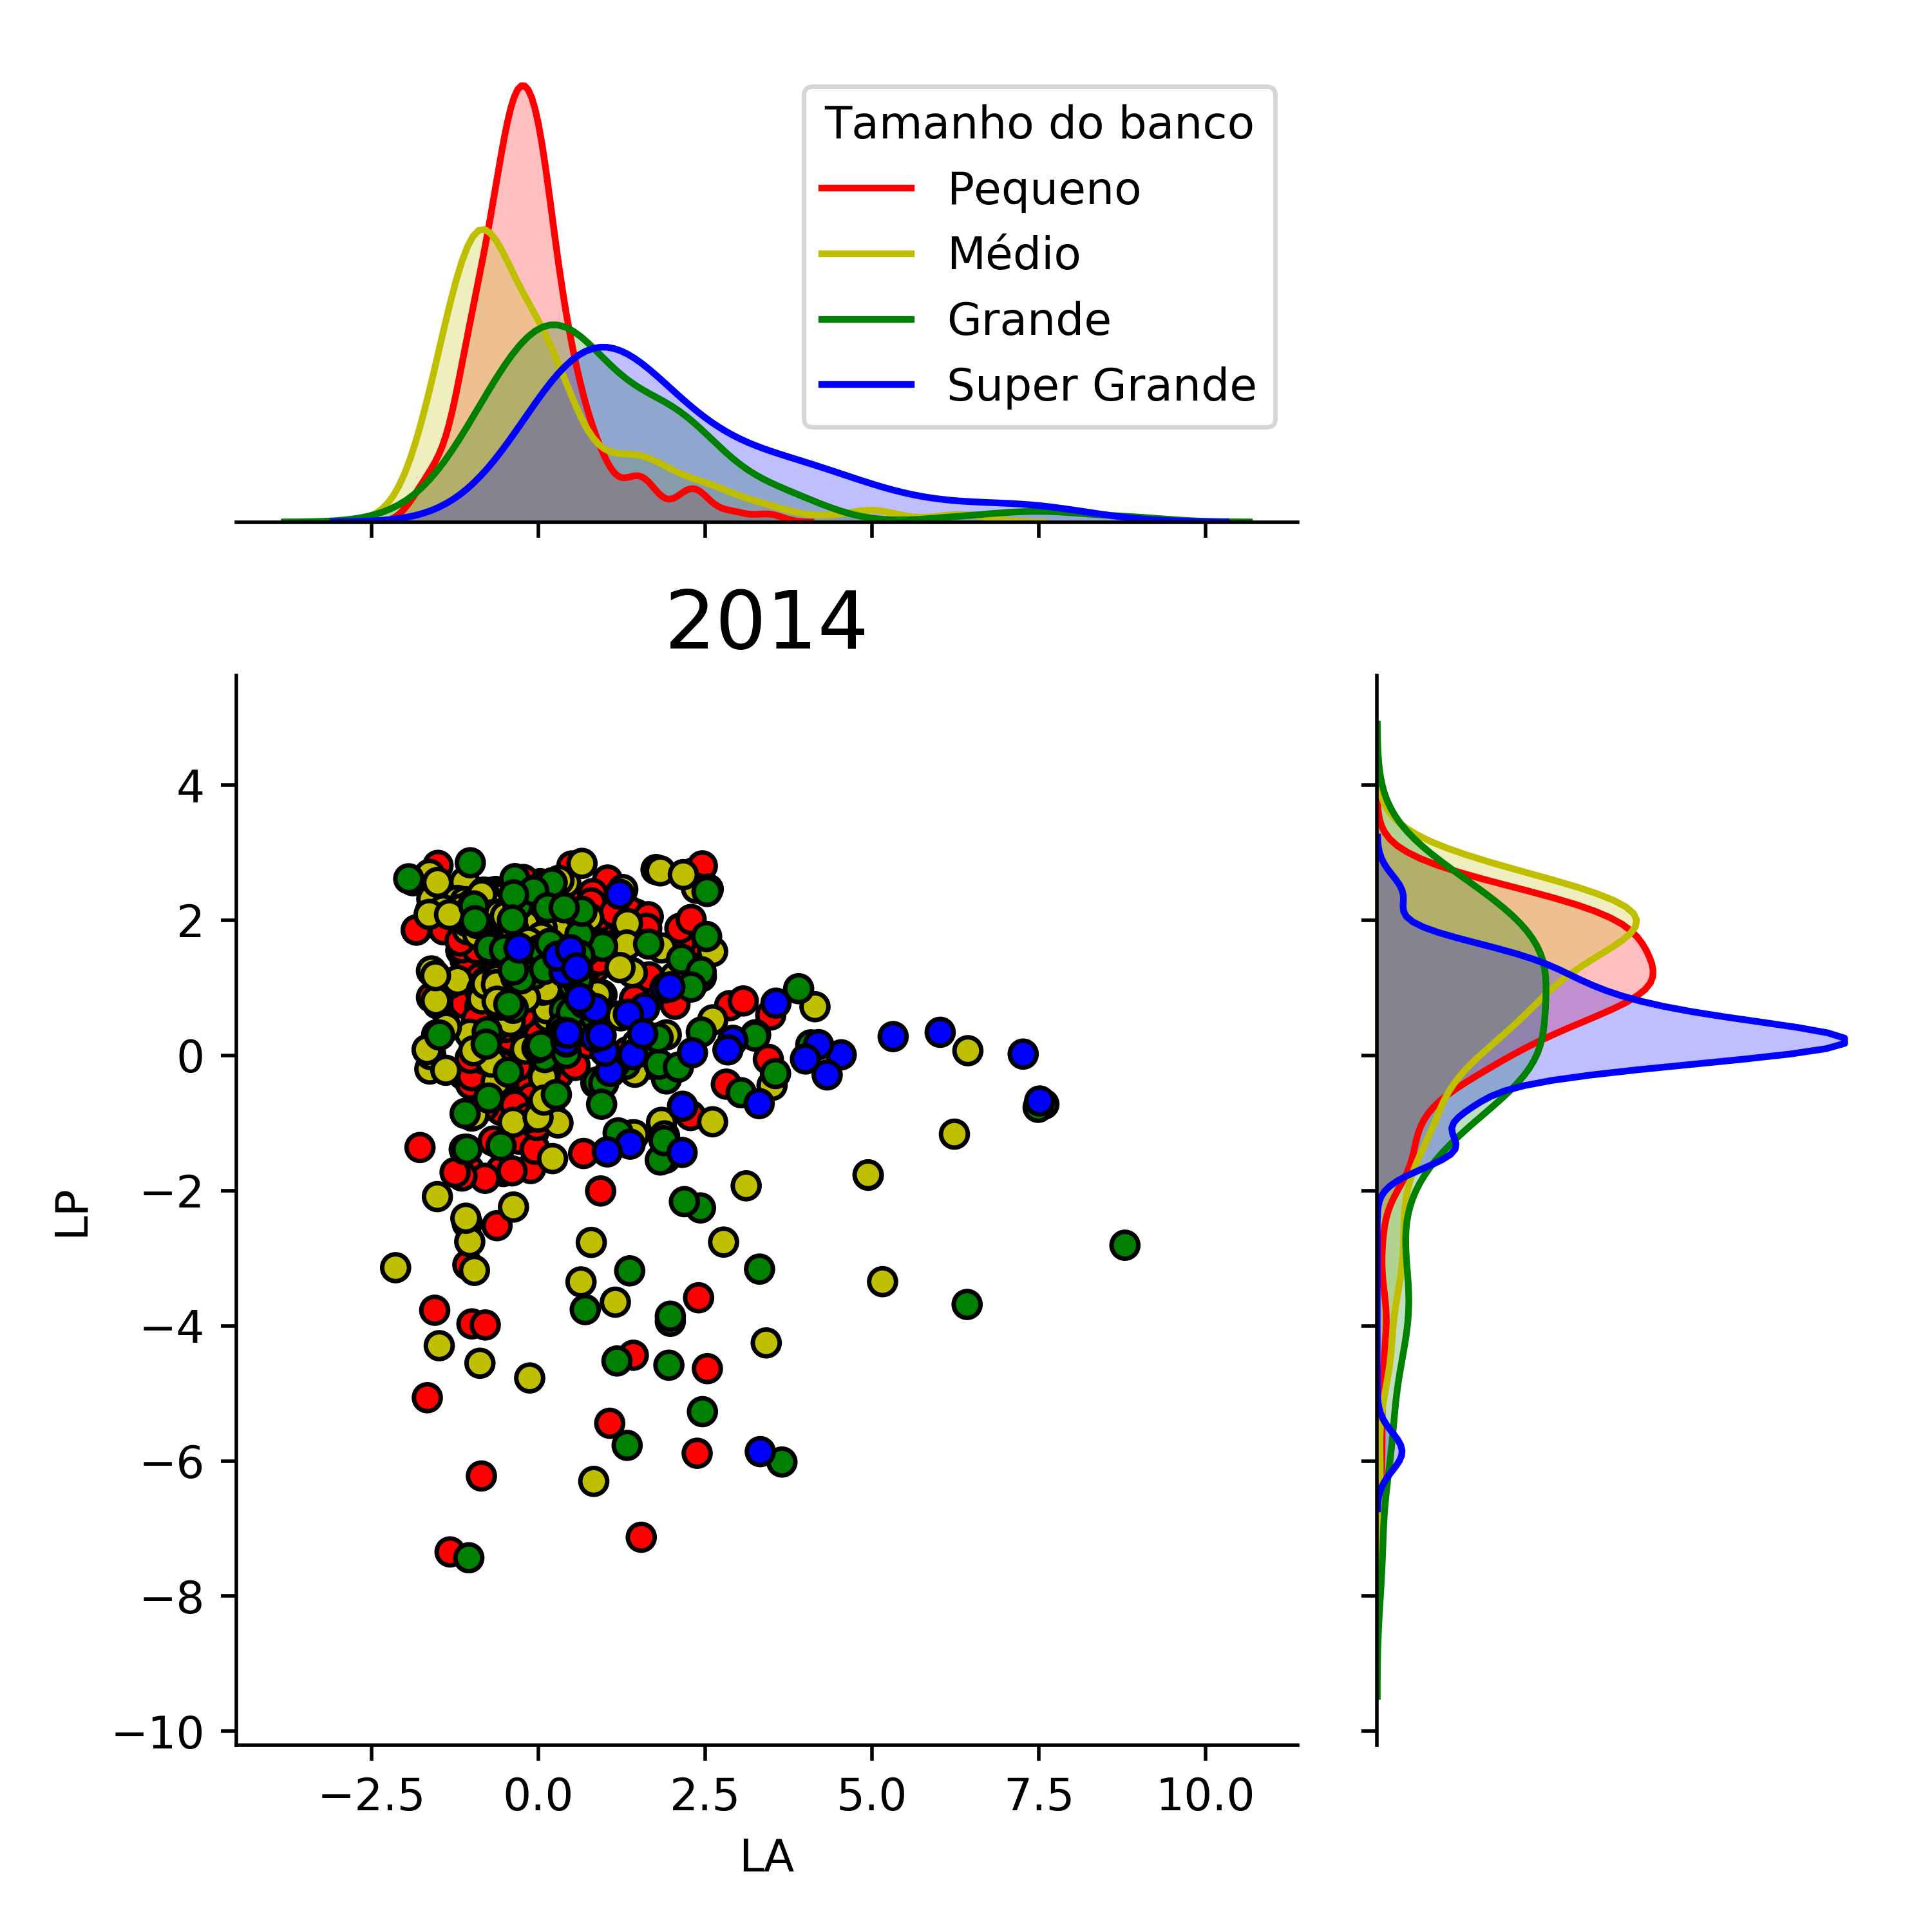 Tamanho do banco
Pequeno
Médio
Grande
Super Grande
2014
4
2
0
−2
−4
−6
−8
−10
LP
−2.5 0.0 2.5 5.0 7.5 10.0
LA